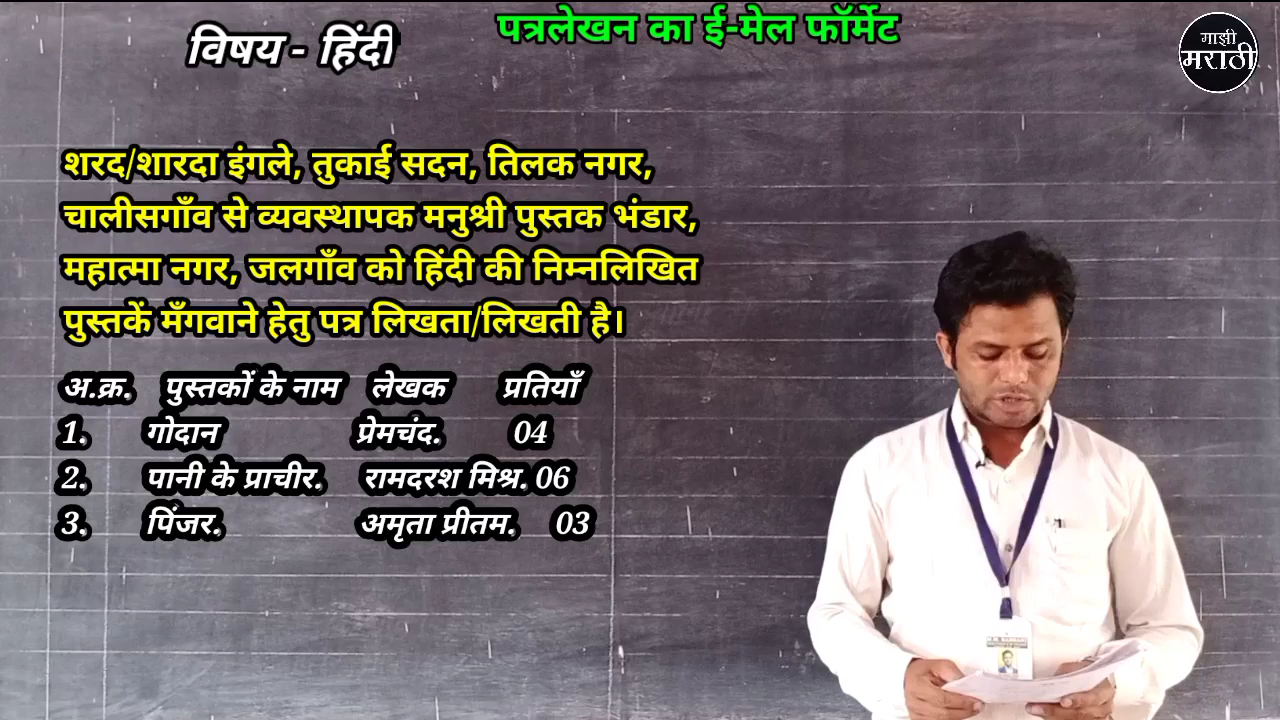 विषय - हिंदी
पत्रलेखन का ई-मेल फॉर्मेट
माझी
मराठी
शरद/शारदा इंगले, तुकाई सदन, तिलक नगर,
चालीसगाँव से व्यवस्थापक मनुश्री पुस्तक भंडार,
महात्मा नगर, जलगाँव को हिंदी की निम्नलिखित
पुस्तकें मँगवाने हेतु पत्र लिखता/लिखती है।
अ.क्र. पुस्तकों के नाम लेखक प्रतियाँ
1. गोदान प्रेमचंद. 04
2. पानी के प्राचीर. रामदरश मिश्र. 06
3. पिंजर. अमृता प्रीतम. 03